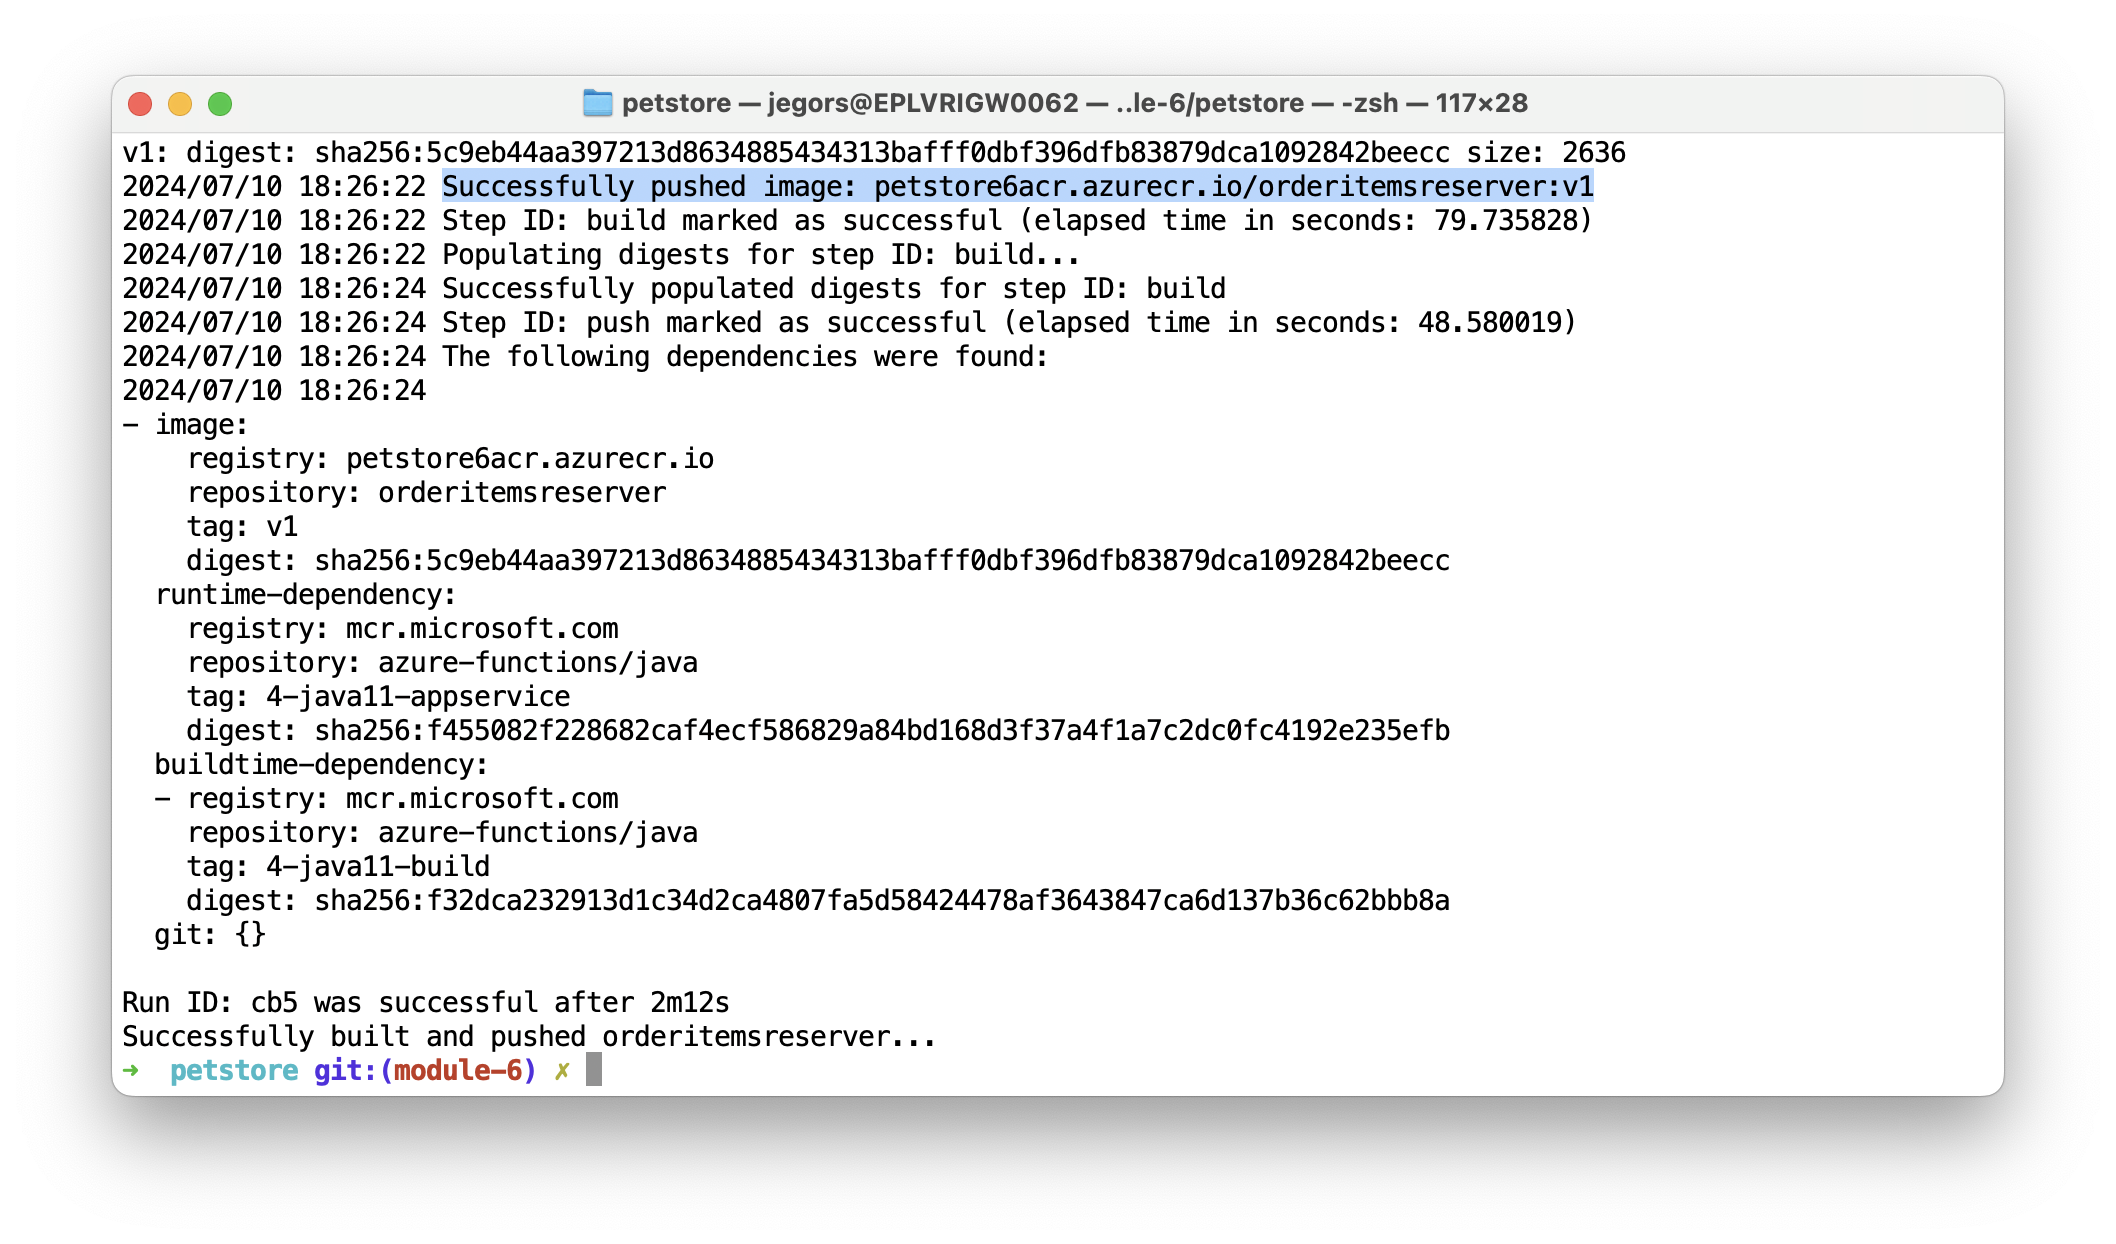 petstore — jegors@EPLVRIGW0062 — ..le-6/petstore — -zsh — 117×28
v1: digest: sha256:5c9eb44aa397213d8634885434313bafff0dbf396dfb83879dca1092842beecc size: 2636
2024/07/10 18:26:22 Successfully pushed image: petstore6acr.azurecr.io/orderitemsreserver:v1
2024/07/10 18:26:22 Step ID: build marked as successful (elapsed time in seconds: 79.735828)
2024/07/10 18:26:22 Populating digests for step ID: build...
2024/07/10 18:26:24 Successfully populated digests for step ID: build
2024/07/10 18:26:24 Step ID: push marked as successful (elapsed time in seconds: 48.580019)
2024/07/10 18:26:24 The following dependencies were found:
2024/07/10 18:26:24
- image:
    registry: petstore6acr.azurecr.io
    repository: orderitemsreserver
    tag: v1
    digest: sha256:5c9eb44aa397213d8634885434313bafff0dbf396dfb83879dca1092842beecc
  runtime-dependency:
    registry: mcr.microsoft.com
    repository: azure-functions/java
    tag: 4-java11-appservice
    digest: sha256:f455082f228682caf4ecf586829a84bd168d3f37a4f1a7c2dc0fc4192e235efb
  buildtime-dependency:
  - registry: mcr.microsoft.com
    repository: azure-functions/java
    tag: 4-java11-build
    digest: sha256:f32dca232913d1c34d2ca4807fa5d58424478af3643847ca6d137b36c62bbb8a
  git: {}
Run ID: cb5 was successful after 2m12s
Successfully built and pushed orderitemsreserver...
➜  petstore git:(module-6) ✗